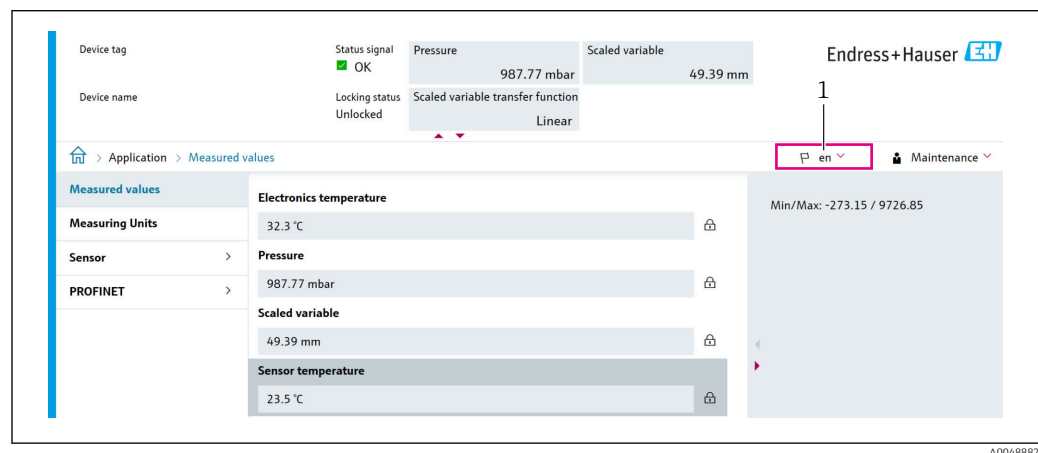 Device tag
Status signal
OK
Pressure
987.77 mbar
Scaled variable
49.39 mm
Endress+Hauser EH
Device name
Locking status
Unlocked
Scaled variable transfer function
Linear
1
> Application > Measured values
en
Maintenance
Measured values
Measuring Units
Sensor >
PROFINET >
Electronics temperature
32.3 °C
Pressure
987.77 mbar
Scaled variable
49.39 mm
Sensor temperature
23.5 °C
Min/Max: -273.15 / 9726.85
A0048882